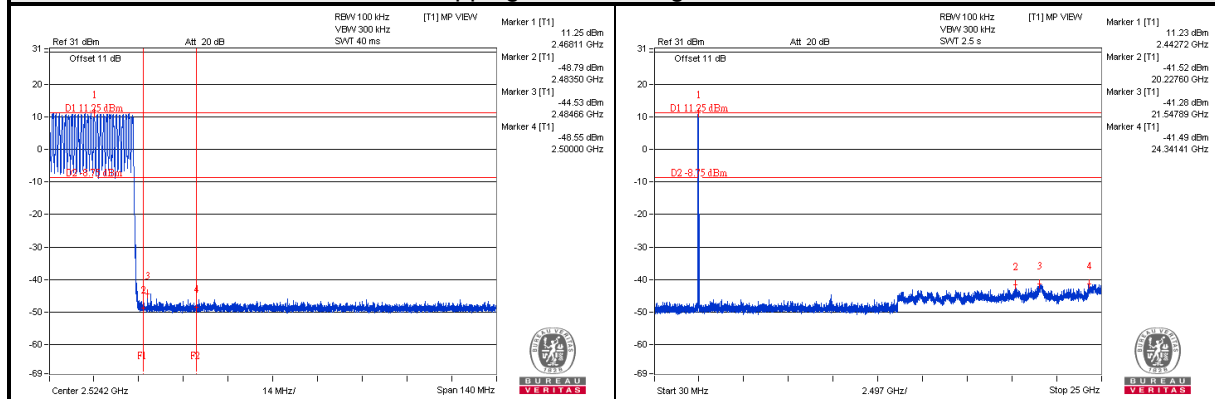 RBW 100 kHz [T1] MP VIEW
VBW 300 kHz
Ref 31 dBm Att 20 dB SWT 40 ms
Marker 1 [T1]
11.25 dBm
2.46811 GHz
Marker 2 [T1]
-48.79 dBm
2.48350 GHz
Marker 3 [T1]
-44.53 dBm
2.48466 GHz
Marker 4 [T1]
-48.55 dBm
2.50000 GHz
31
Offset 11 dB
20
1
D1 11.25 dBm
10
0
D2 -8.75 dBm
-10
-20
-30
-40
3
2
4
-50
-60
F1 F2
-69
Center 2.5242 GHz 14 MHz/ Span 140 MHz
BUREAU VERITAS
1828
BUREAU
VERITAS
RBW 100 kHz [T1] MP VIEW
VBW 300 kHz
Ref 31 dBm Att 20 dB SWT 2.5 s
Marker 1 [T1]
11.23 dBm
2.44272 GHz
Marker 2 [T1]
-41.52 dBm
20.22760 GHz
Marker 3 [T1]
-41.28 dBm
21.54789 GHz
Marker 4 [T1]
-41.49 dBm
24.34141 GHz
31
Offset 11 dB
20
1
D1 11.25 dBm
10
0
D2 -8.75 dBm
-10
-20
-30
2 3 4
-40
-50
-60
-69
Start 30 MHz 2.497 GHz/ Stop 25 GHz
BUREAU VERITAS
1828
BUREAU
VERITAS